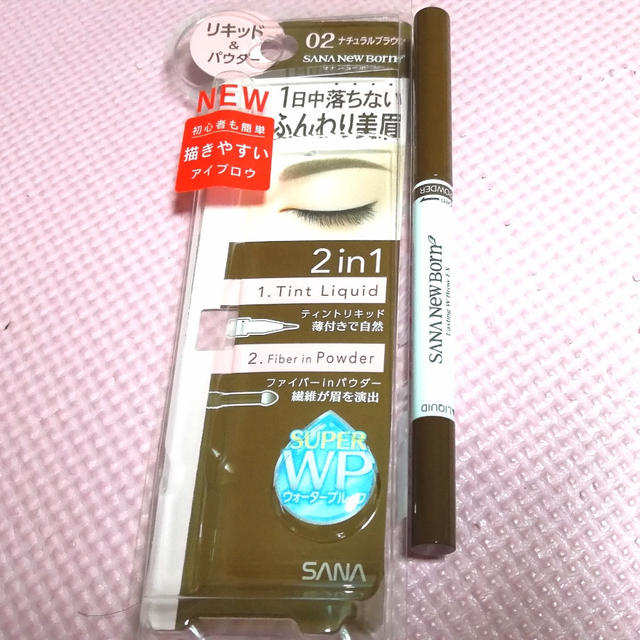 リキッド
&
パウダー
02 ナチュラルブラウン
SANA New Born
NEW
初心者も簡単
描きやすい
アイブロウ
1日中落ちない
ふんわり美眉
2in1
1. Tint Liquid
ティントリキッド
薄付きで自然
2. Fiber in Powder
ファイバーinパウダー
繊維が眉を演出
SUPER
WP
ウォータープルーフ
SANA
POWDER
SANA New Born
Lasting W Brow EX
LIQUID